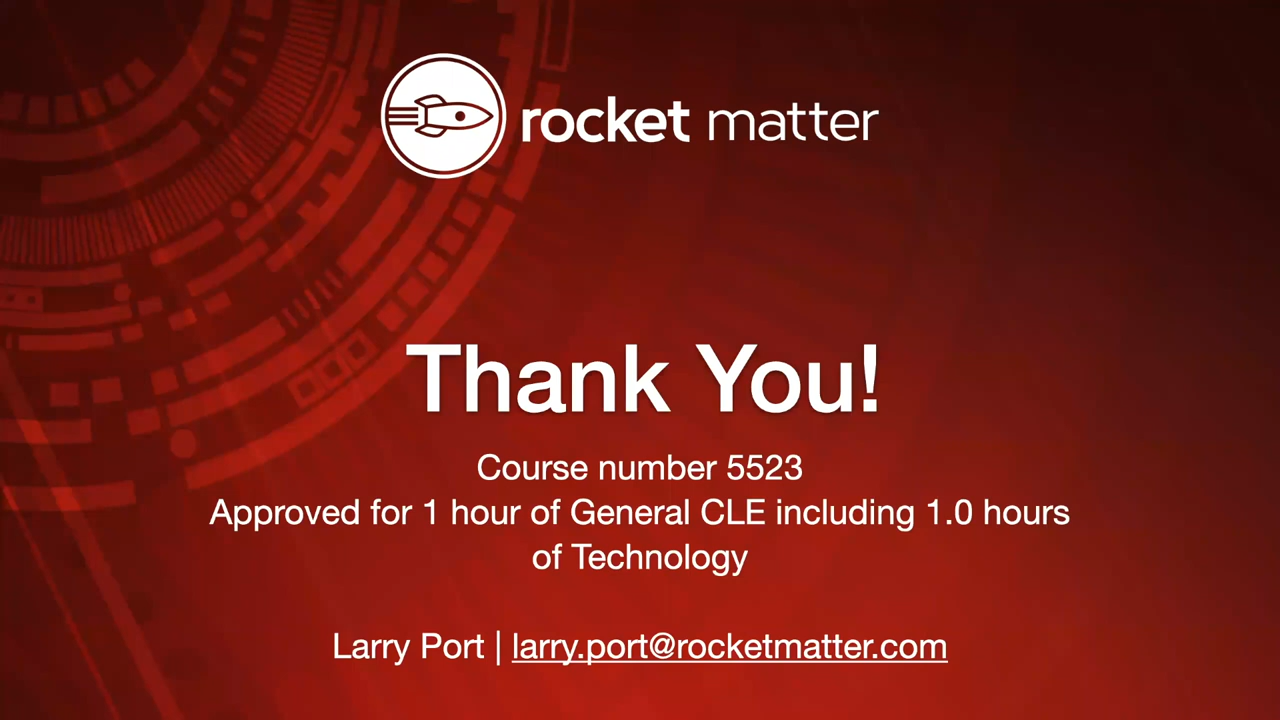 rocket matter
Thank You!
Course number 5523
Approved for 1 hour of General CLE including 1.0 hours
of Technology
Larry Port | larry.port@rocketmatter.com